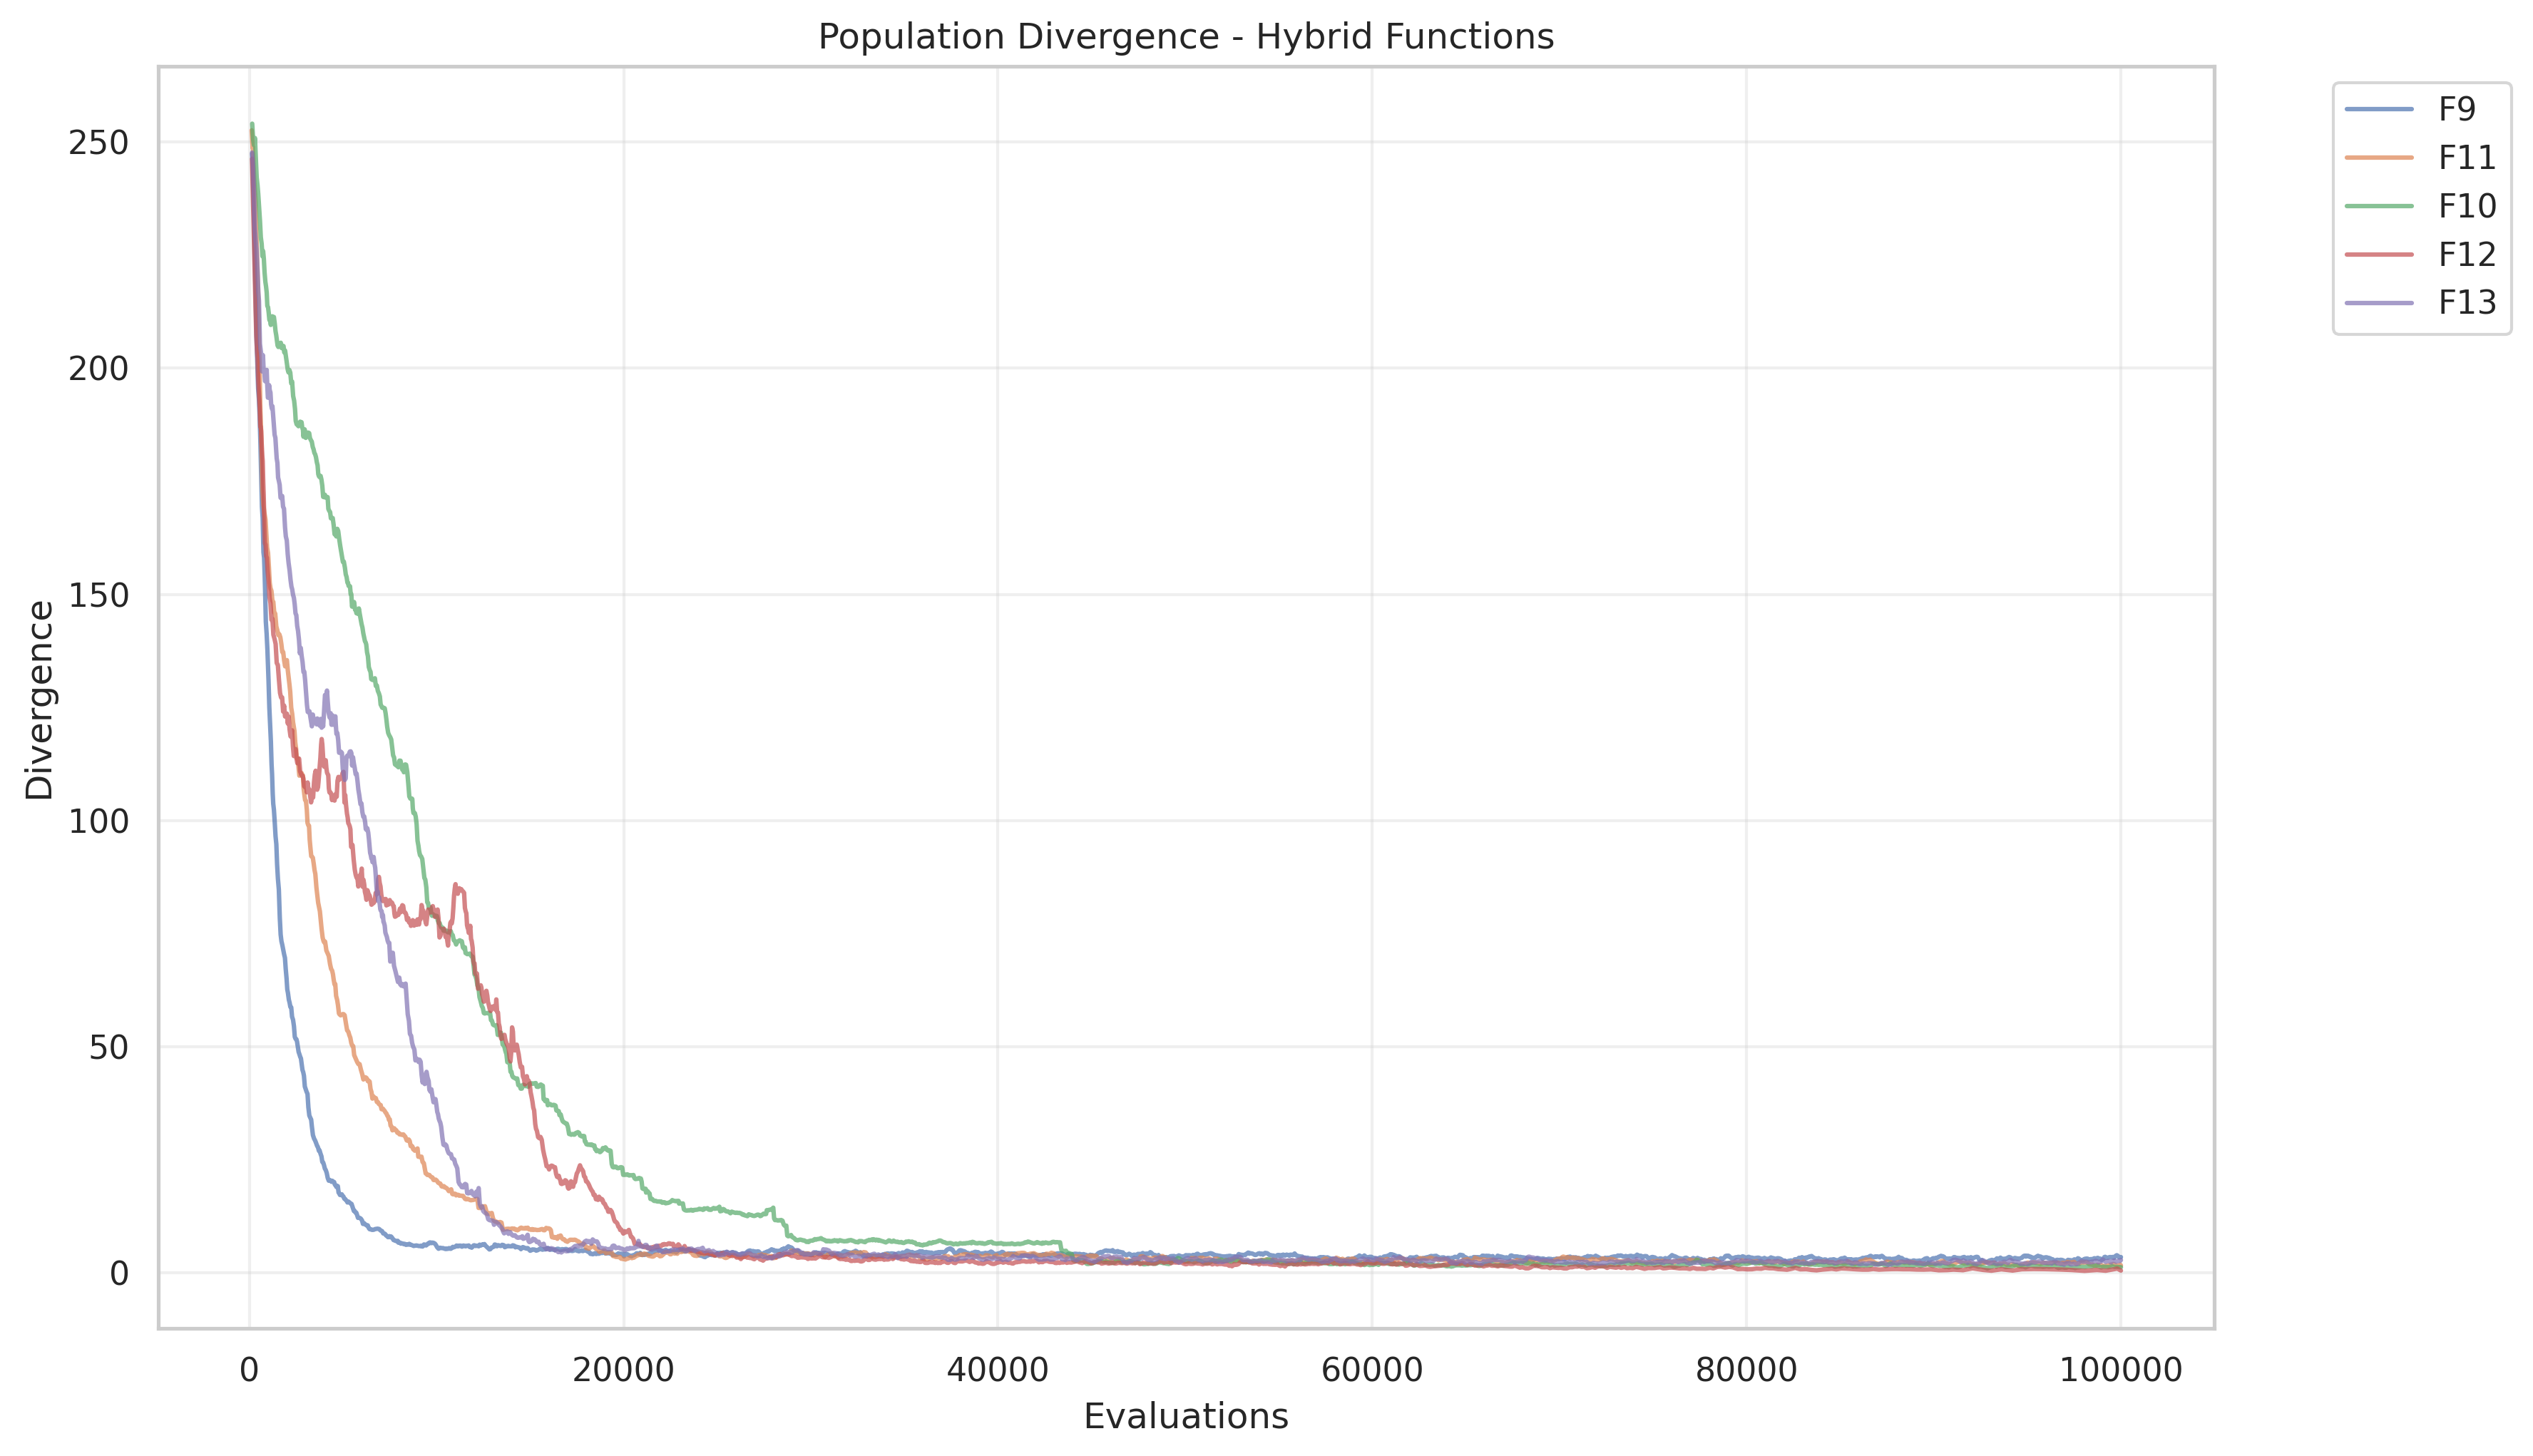 Population Divergence - Hybrid Functions
F9
F11
F10
F12
F13
Divergence
250
200
150
100
50
0
0 20000 40000 60000 80000 100000
Evaluations